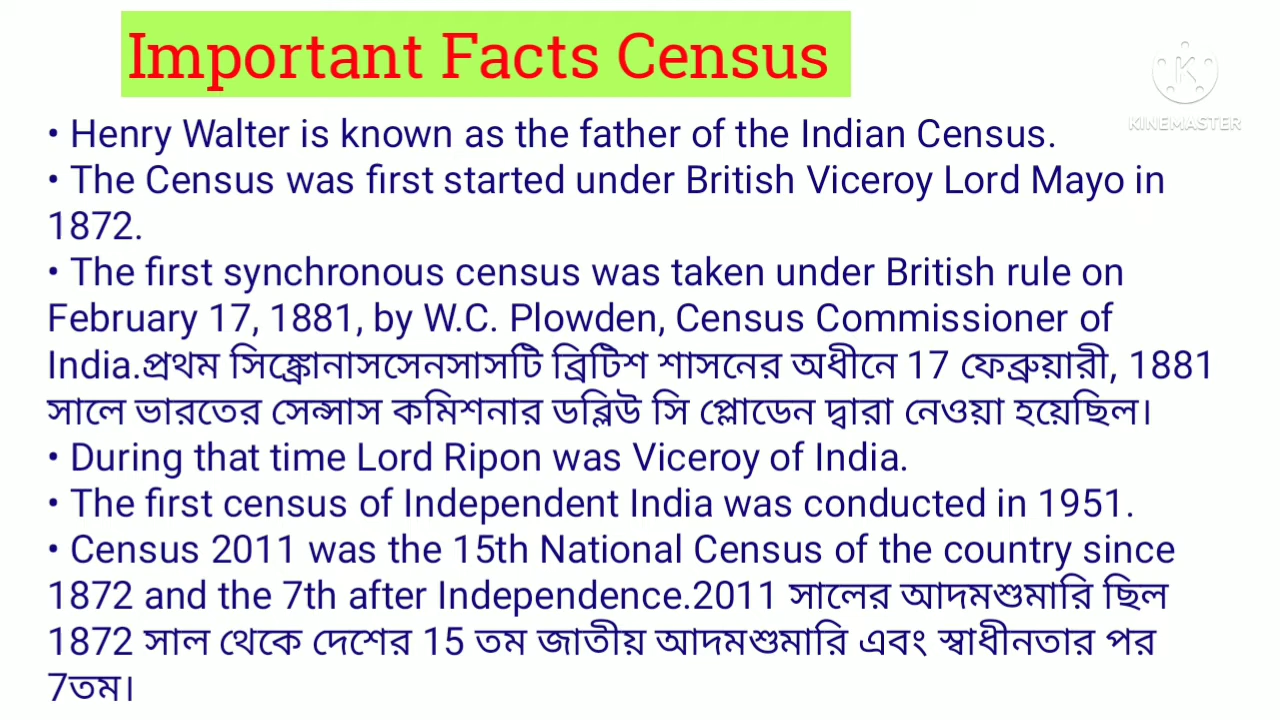 Important Facts Census
K
KINEMASTER
• Henry Walter is known as the father of the Indian Census.
• The Census was first started under British Viceroy Lord Mayo in
1872.
• The first synchronous census was taken under British rule on
February 17, 1881, by W.C. Plowden, Census Commissioner of
India.প্রথম সিঙ্ক্রোনাসসেনসাসটি ব্রিটিশ শাসনের অধীনে 17 ফেব্রুয়ারী, 1881
সালে ভারতের সেন্সাস কমিশনার ডব্লিউ সি প্লোডেন দ্বারা নেওয়া হয়েছিল।
• During that time Lord Ripon was Viceroy of India.
• The first census of Independent India was conducted in 1951.
• Census 2011 was the 15th National Census of the country since
1872 and the 7th after Independence.2011 সালের আদমশুমারি ছিল
1872 সাল থেকে দেশের 15 তম জাতীয় আদমশুমারি এবং স্বাধীনতার পর
7তম।